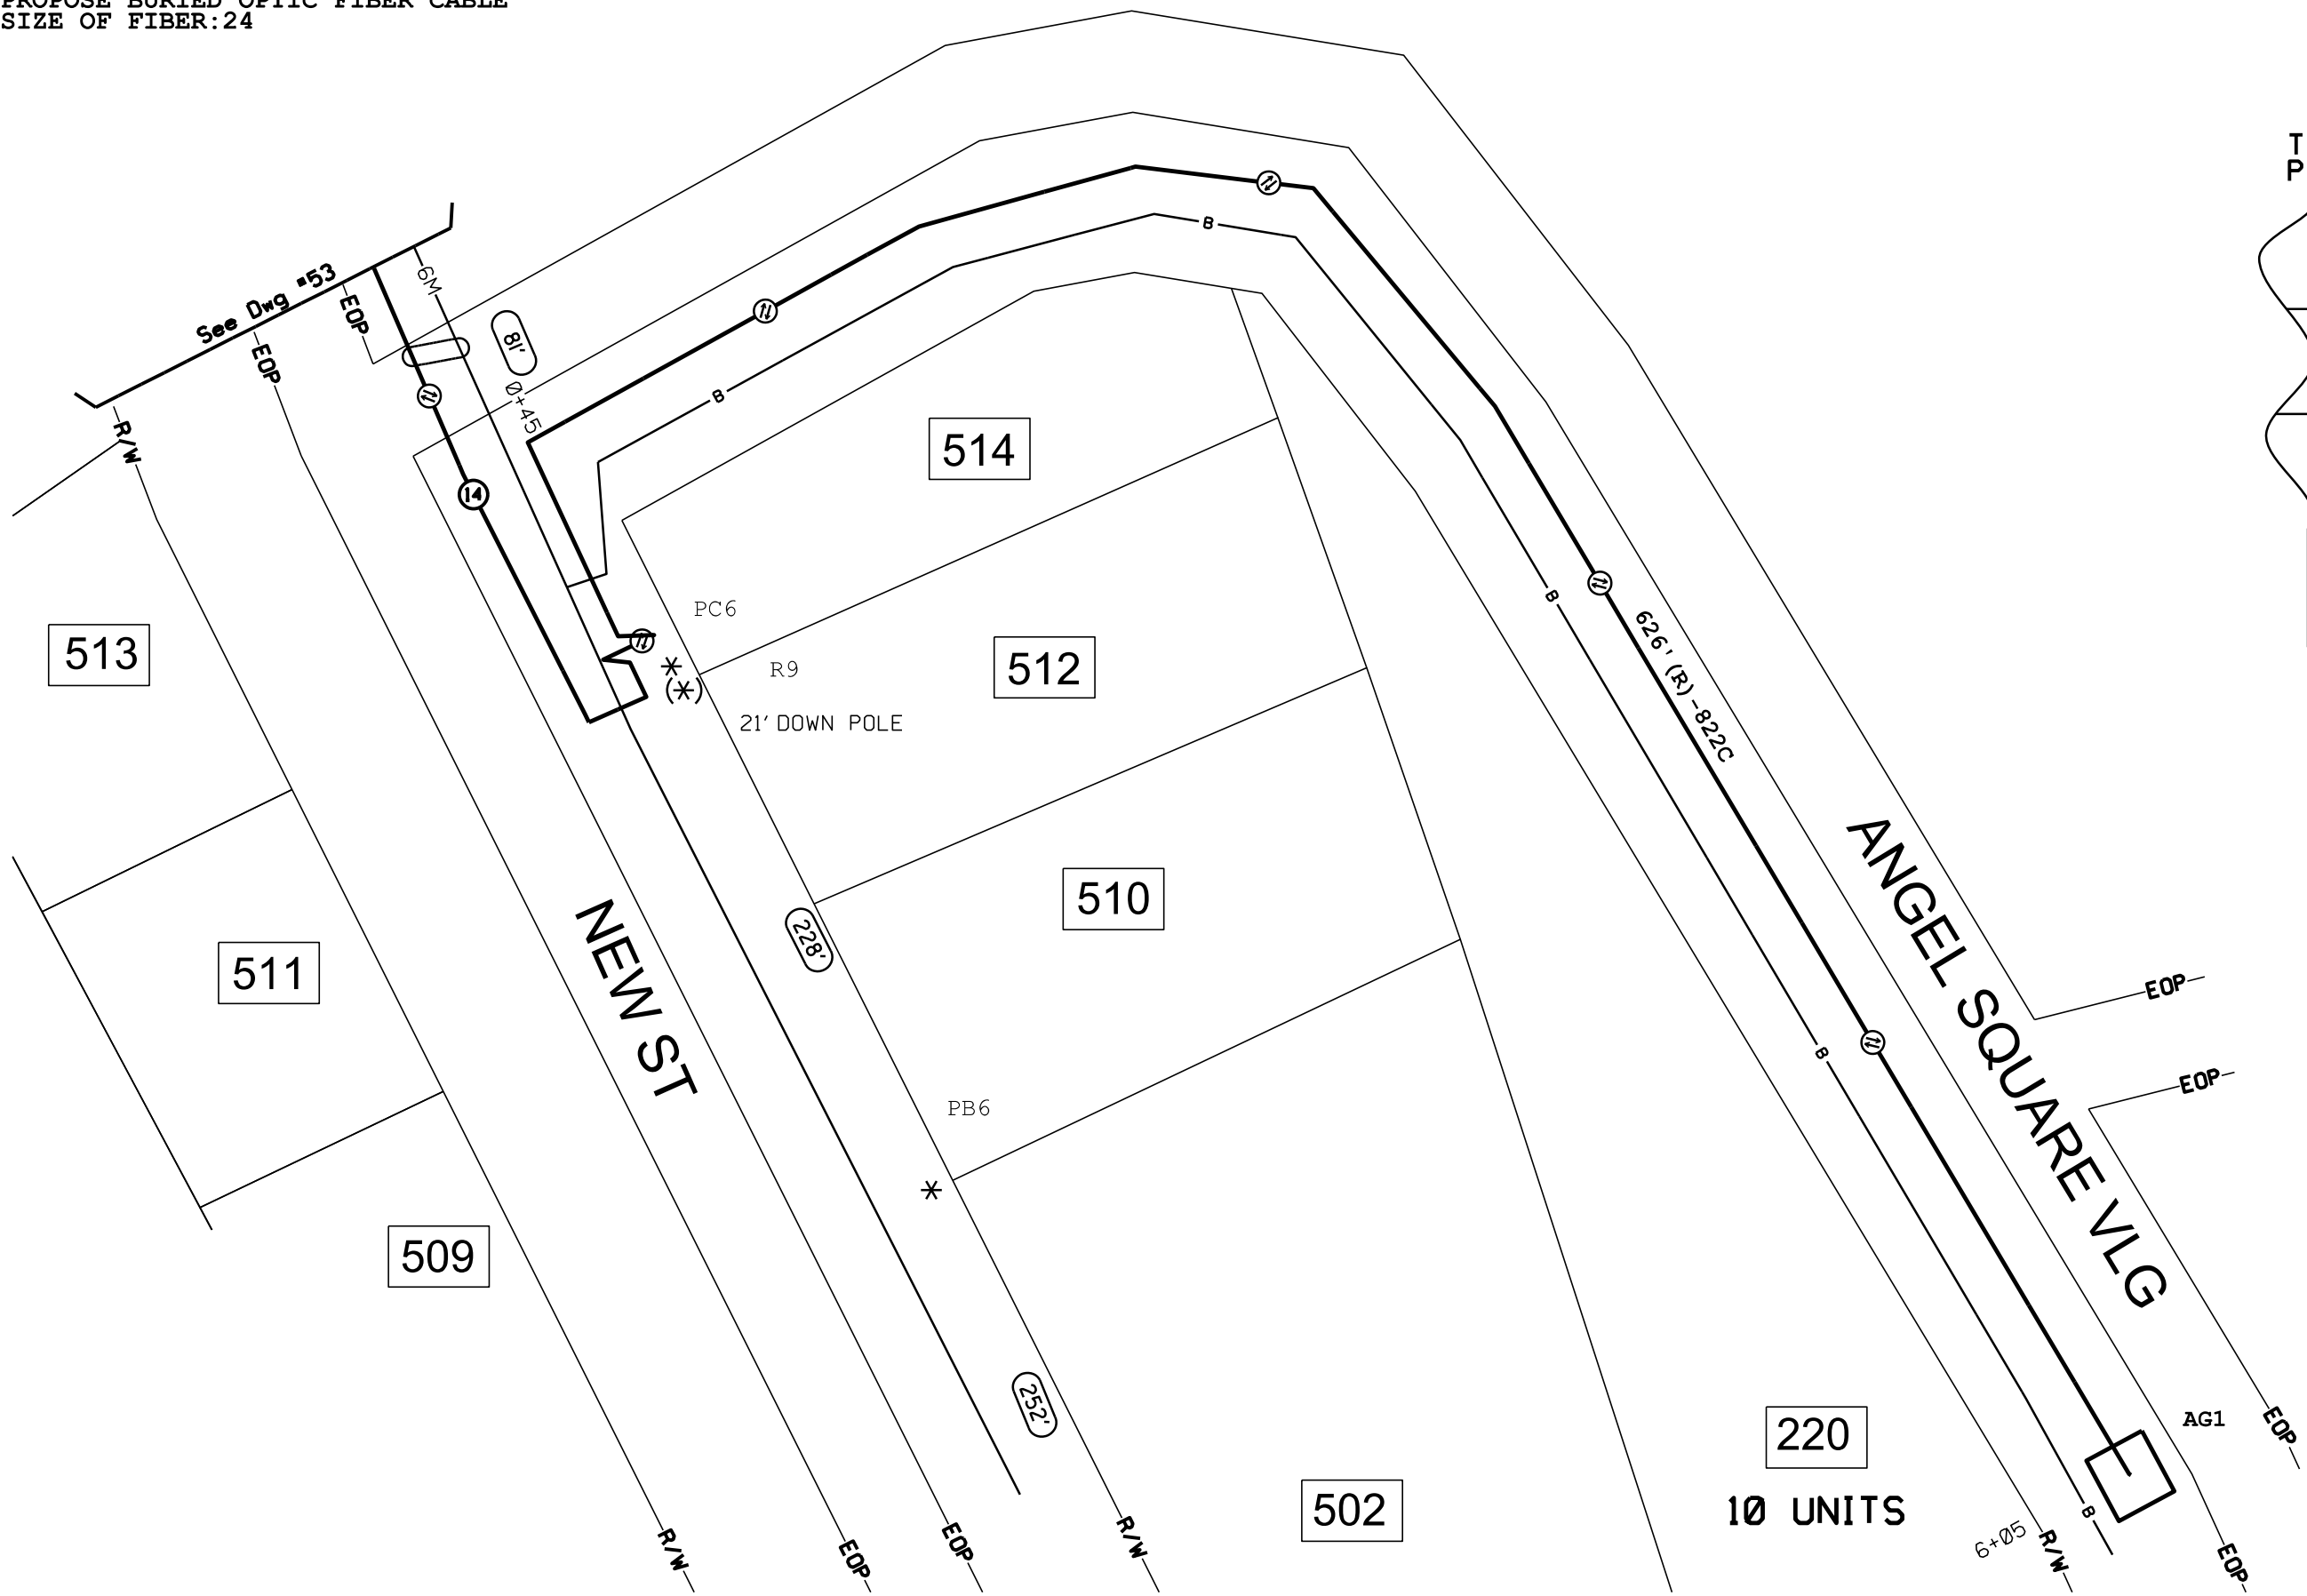 PROPOSE BURIED OPTIC FIBER CABLE
SIZE OF FIBER:24
T
P
See Dwg "53
EOP
EOP
6M
81'
R/W
0+45
14
B
B
514
PC6
R9
512
21' DOWN POLE
513
626'(R)-822C
B
510
228'
511
NEW ST
ANGEL SQUARE VLG
EOP
EOP
B
PB6
509
252'
502
220
10 UNITS
AG1
EOP
B
6+05
R/W
EOP
EOP
R/W
R/W
EOP